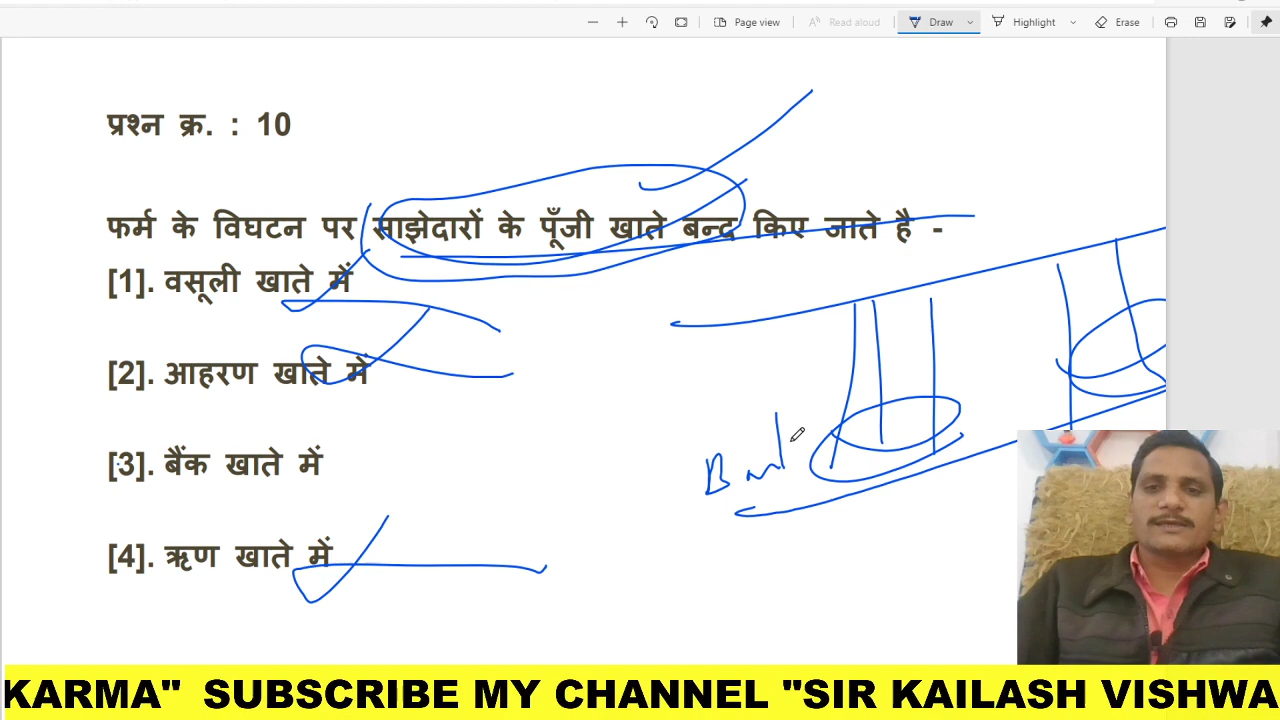 Page view
Read aloud
Draw
Highlight
Erase
प्रश्न क्र. : 10
फर्म के विघटन पर साझेदारों के पूँजी खाते बन्द किए जाते है -
[1]. वसूली खाते में
[2]. आहरण खाते में
[3]. बैंक खाते में
[4]. ऋण खाते में
KARMA" SUBSCRIBE MY CHANNEL "SIR KAILASH VISHWA